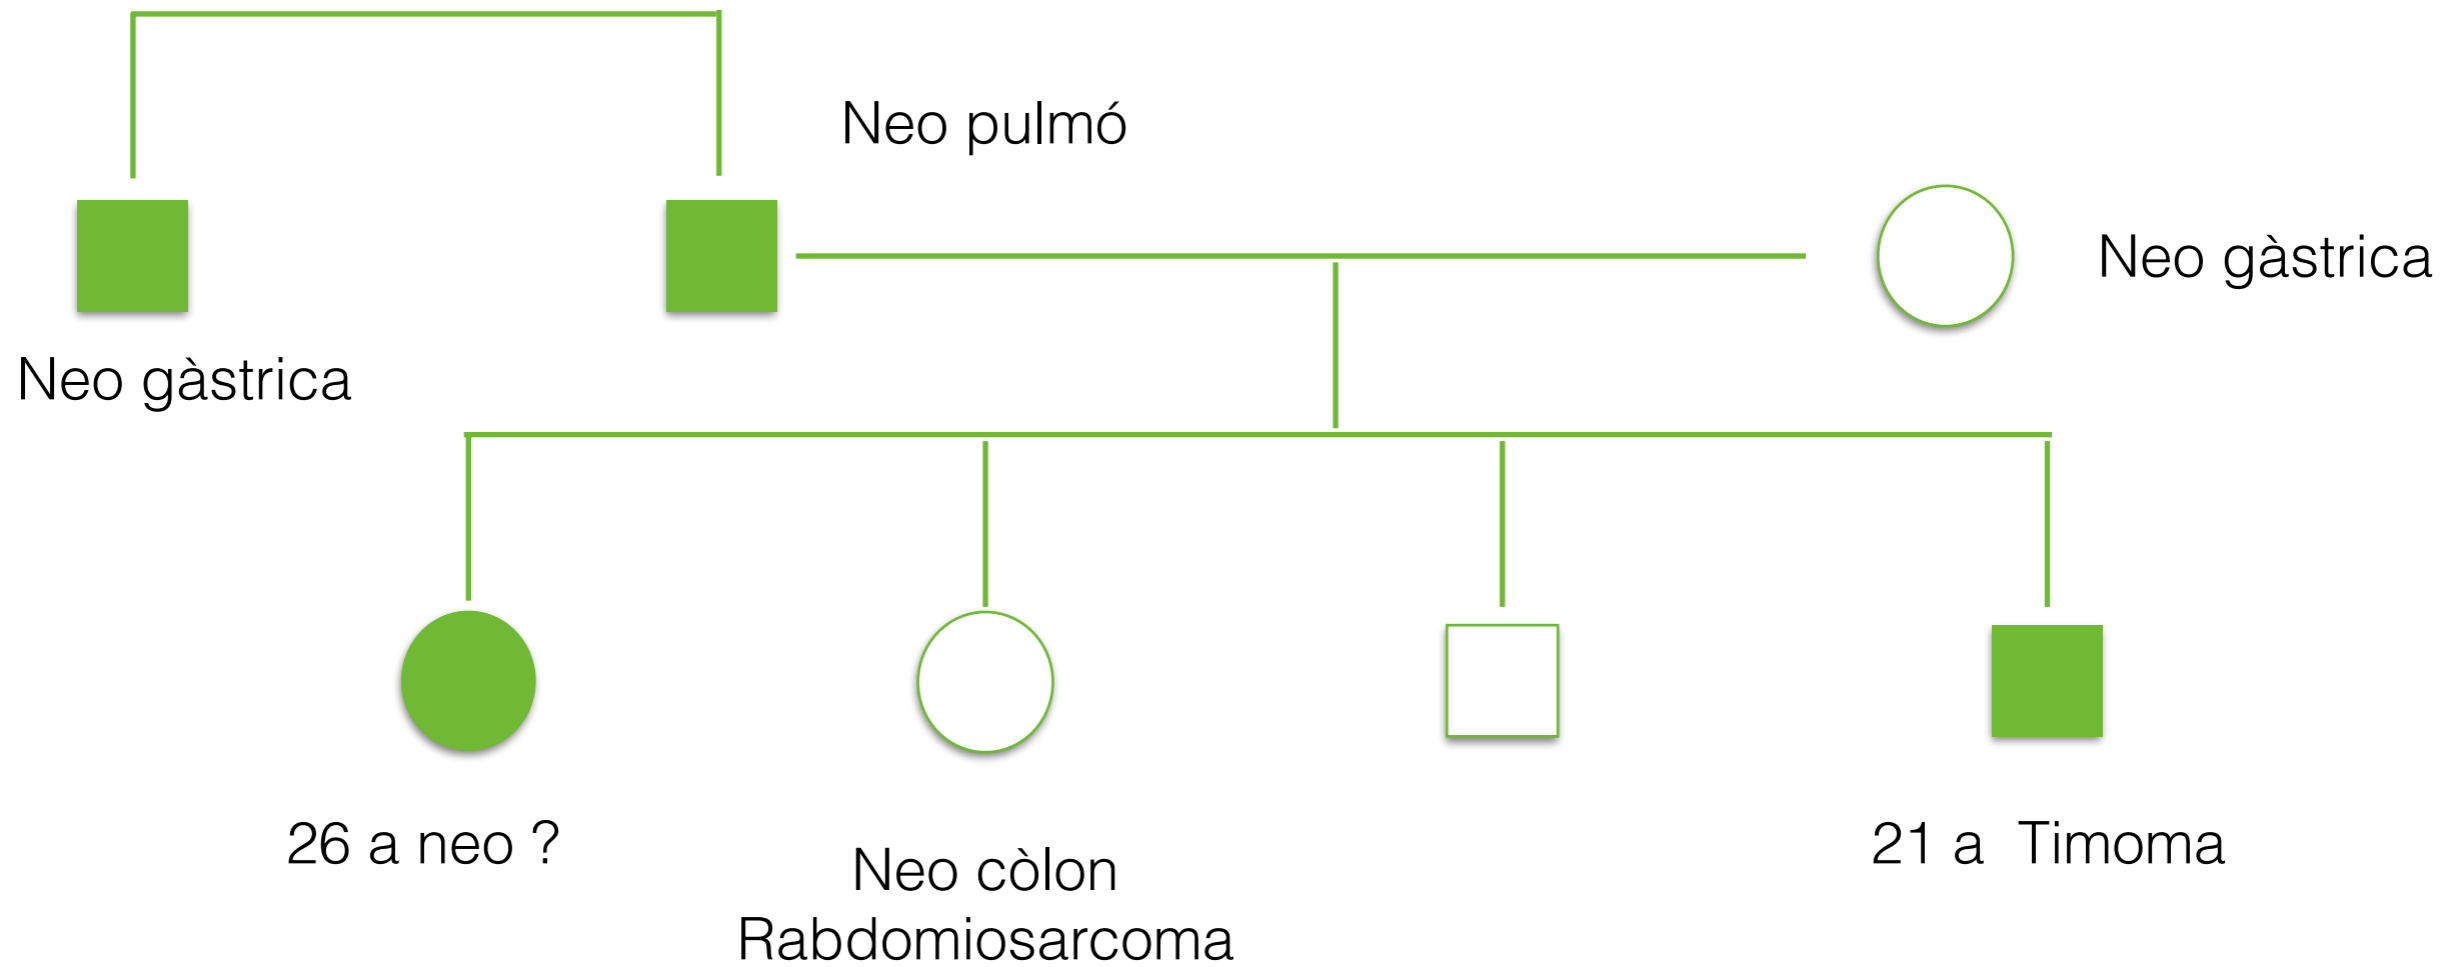 Neo pulmó
Neo gàstrica
Neo gàstrica
26 a neo ?
Neo còlon
Rabdomiosarcoma
21 a Timoma